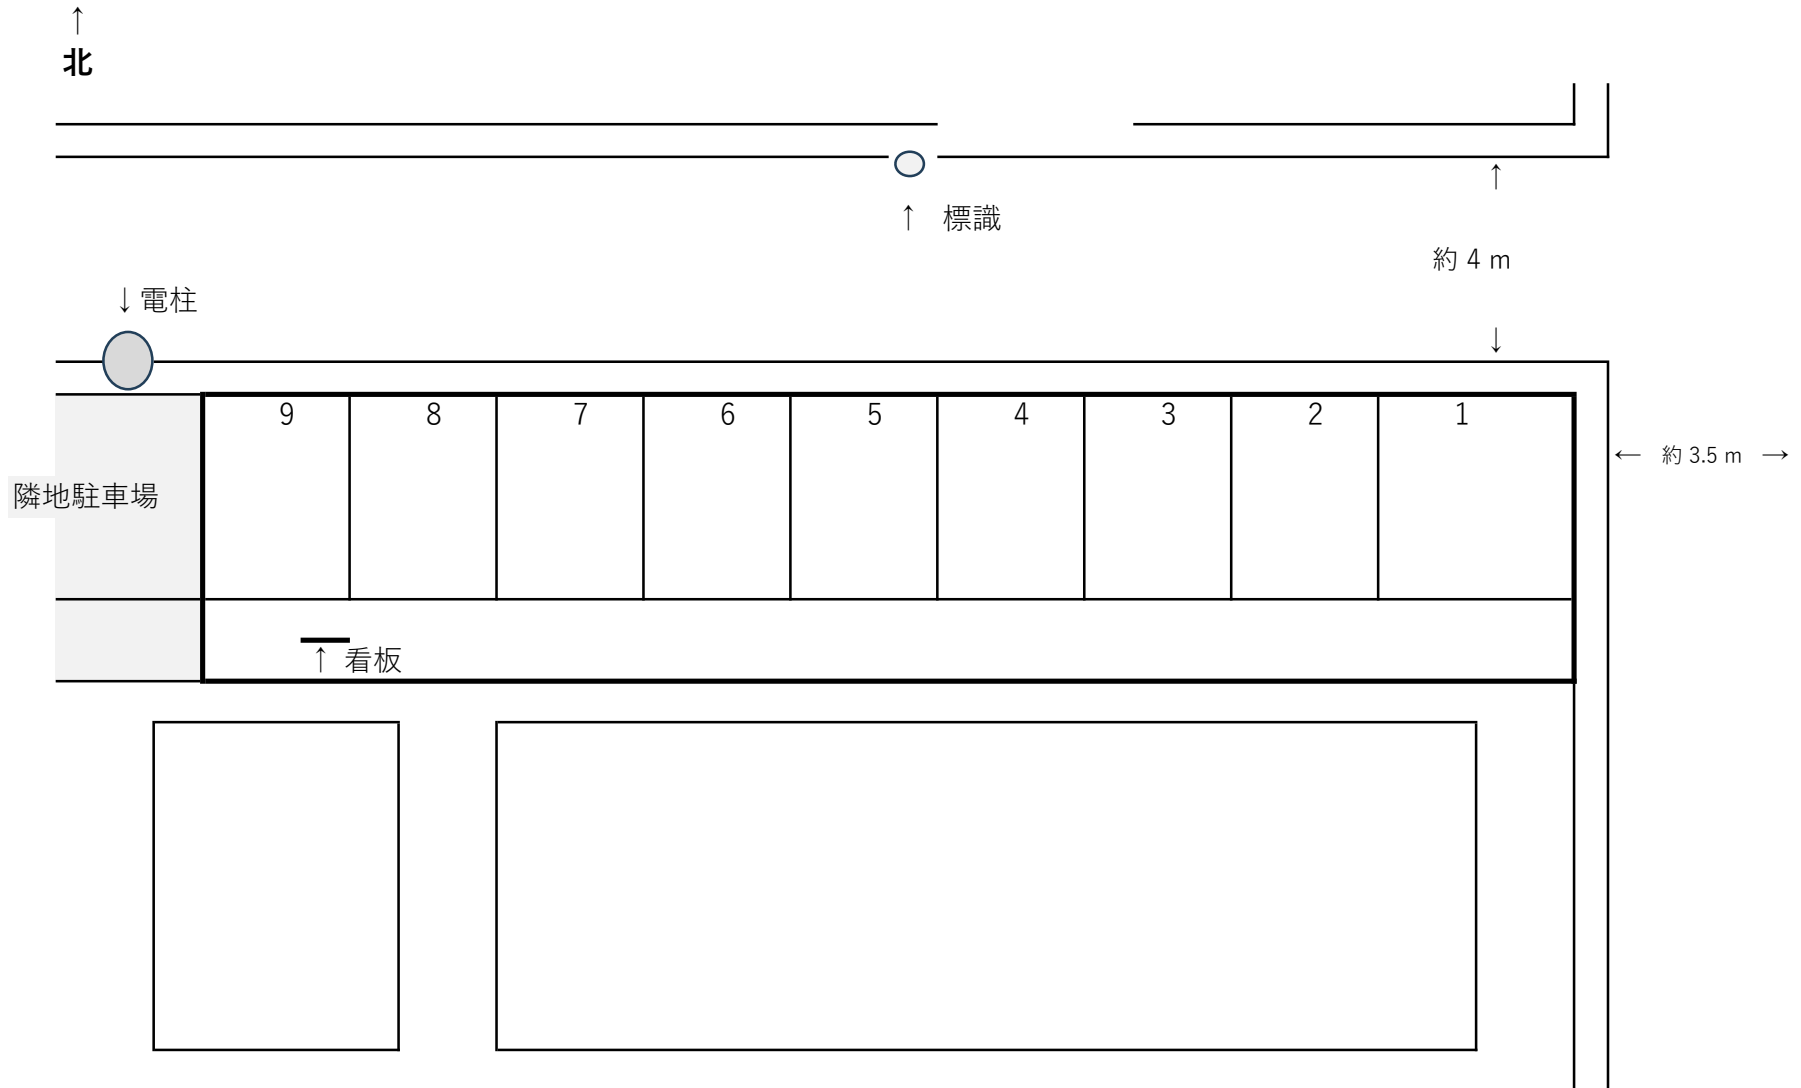 ↑
北
↑ 標識
↑
約 4 m
↓
↓電柱
9 8 7 6 5 4 3 2 1
← 約 3.5 m →
隣地駐車場
↑ 看板